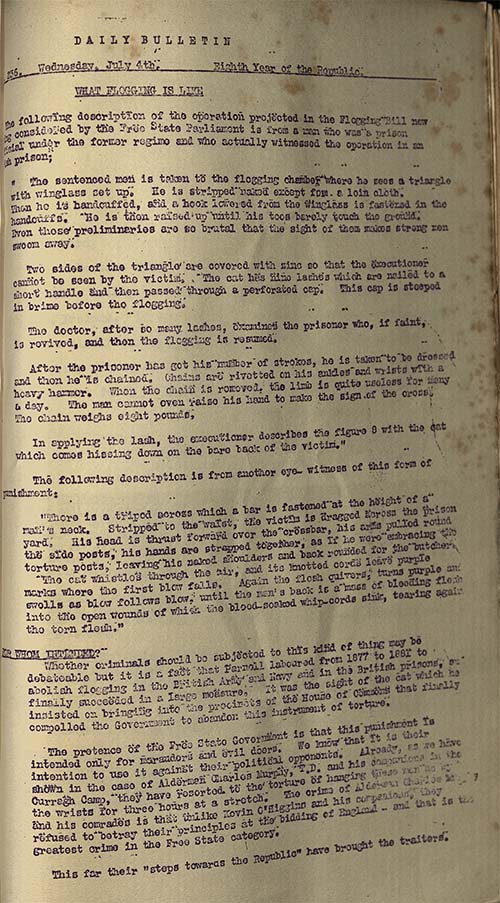 DAILY BULLETIN
236. Wednesday, July 4th. Eighth Year of the Republic.
WHAT FLOGGING IS LIKE
The following description of the operation projected in the Flogging Bill now
considered by the Free State Parliament is from a man who was a prison
under the former regime and who actually witnessed the operation in an
prison;
" The sentenced man is taken to the flogging chamber where he sees a triangle
with winglass set up. He is stripped naked except for a loin cloth.
Then he is handcuffed, and a hook lowered from the winglass is fastened in the
handcuffs. He is then raised up until his toes barely touch the ground.
Even those preliminaries are so brutal that the sight of them makes strong men
swoon away.
Two sides of the triangle are covered with zinc so that the executioner
cannot be seen by the victim. The cat has nine lashes which are nailed to a
short handle and then passed through a perforated cap. This cap is steeped
in brine before the flogging.
The doctor, after so many lashes, examines the prisoner who, if faint,
is revived, and then the flogging is resumed.
After the prisoner has got his number of strokes, he is taken to be dressed
and then he is chained. Chains are rivetted on his ankles and wrists with a
heavy hammer. When the chain is removed, the limb is quite useless for many
a day. The man cannot even raise his hand to make the sign of the cross.
The chain weighs eight pounds.
In applying the lash, the executioner describes the figure 8 with the cat
which comes hissing down on the bare back of the victim."
The following description is from another eye-witness of this form of
punishment:
"There is a tripod across which a bar is fastened at the height of a
man's neck. Stripped to the waist, the victim is dragged across the prison
yard. His head is thrust forward over the crossbar, his arms pulled round
the side posts, his hands are strapped together, as if he were embracing the
torture posts, leaving his naked shoulders and back rounded for the butcher.
"The cat whistles through the air, and its knotted cords leave purple
marks where the first blow falls. Again the flesh quivers, turns purple and
swells as blow follows blow, until the man's back is a mass of bleeding flesh
into the open wounds of which the blood-soaked whip-cords sink, tearing again
the torn flesh."
FOR WHOM INTENDED?
Whether criminals should be subjected to this kind of thing may be
debateable but it is a fact that Parnell laboured from 1877 to 1881 to
abolish flogging in the British Army and Navy and in the British prisons, and
finally succeeded in a large measure. It was the sight of the cat which he
insisted on bringing into the precincts of the House of Commons that finally
compelled the Government to abandon this instrument of torture.
The pretence of the Free State Government is that this punishment is
intended only for marauders and evil doers. We know that it is their
intention to use it against their political opponents. Already, as we have
shown in the case of Alderman Charles Murphy, T.D. and his companions in the
Curragh Camp, they have resorted to the torture of hanging these men up by
the wrists for three hours at a stretch. The crime of Alderman Charles Murphy
and his comrades is that unlike Kevin O'Higgins and his companions, they
refused to betray their principles at the bidding of England - and that is the
greatest crime in the Free State category.
This far their "steps towards the Republic" have brought the traitors.